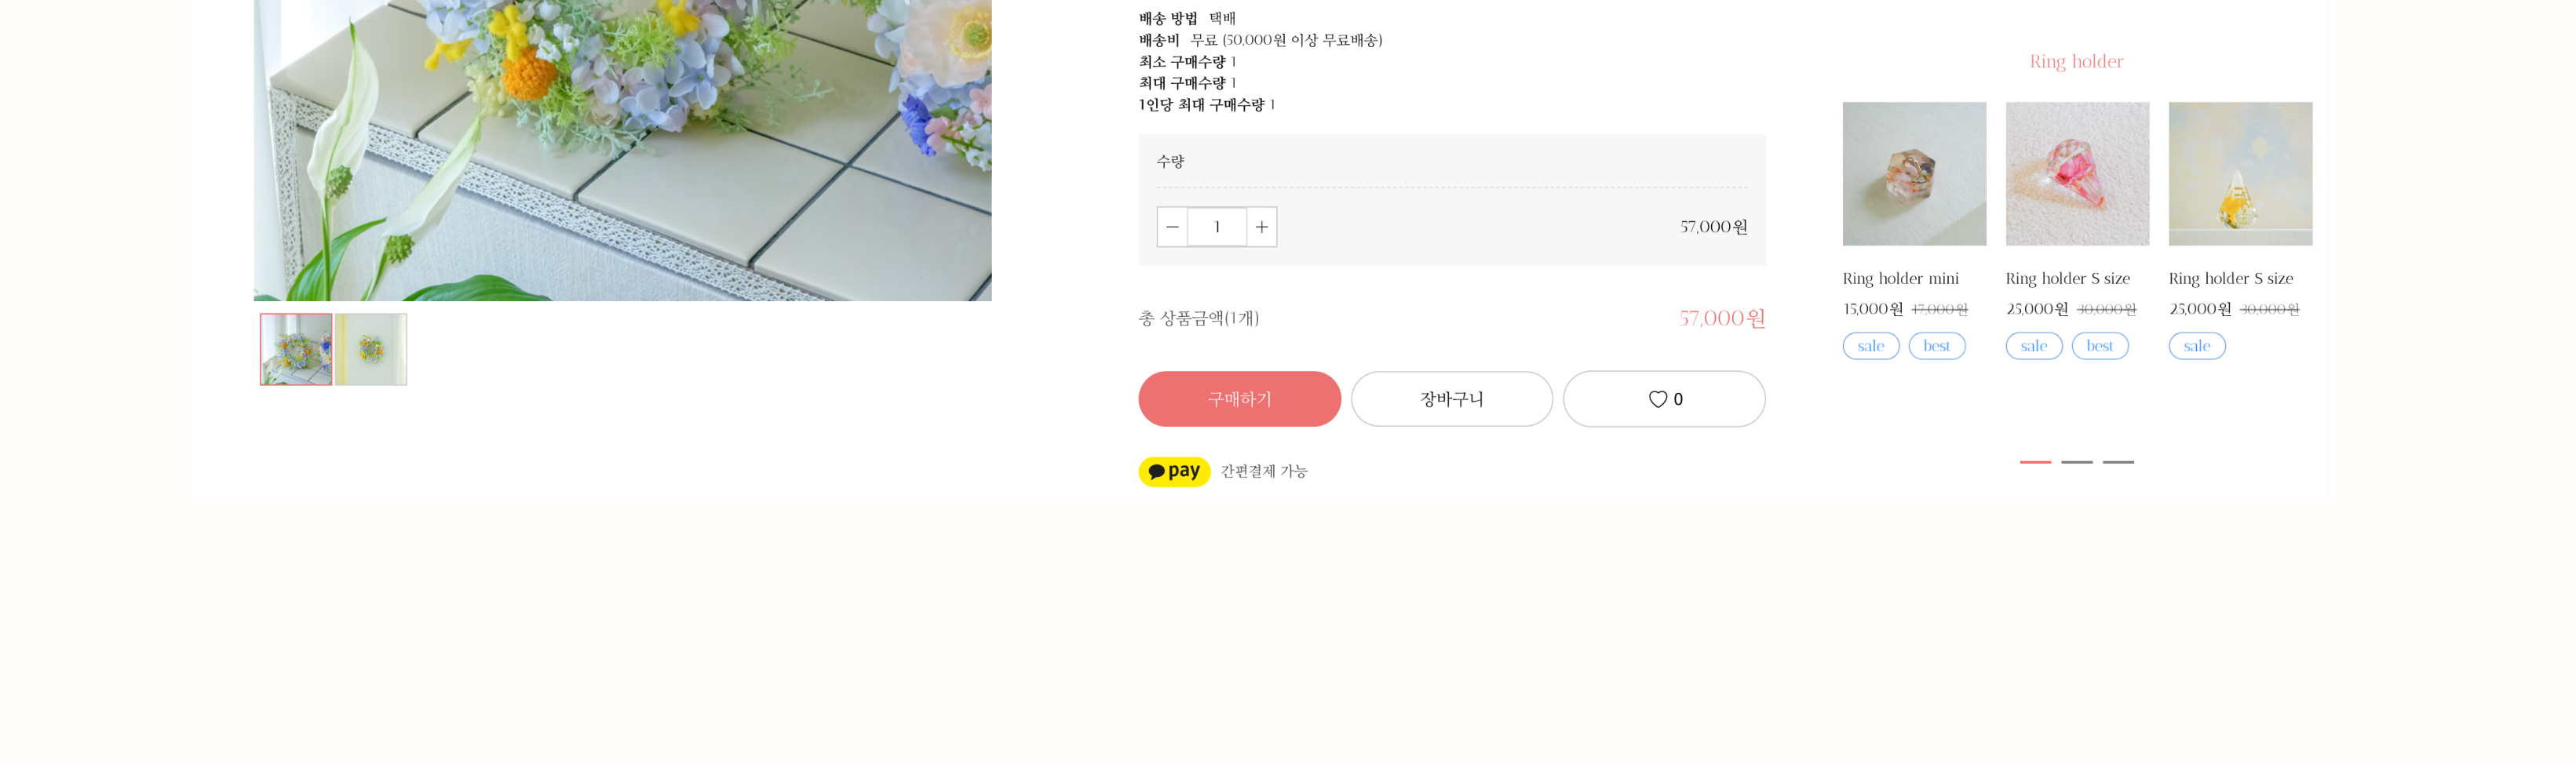 배송 방법 택배
배송비 무료 (50,000원 이상 무료배송)
최소 구매수량 1
최대 구매수량 1
1인당 최대 구매수량 1
수량
1
57,000원
총 상품금액(1개) 57,000원
구매하기 장바구니 0
pay 간편결제 가능
Ring holder
Ring holder mini
15,000원 17,000원
sale best
Ring holder S size
25,000원 30,000원
sale best
Ring holder S size
25,000원 30,000원
sale